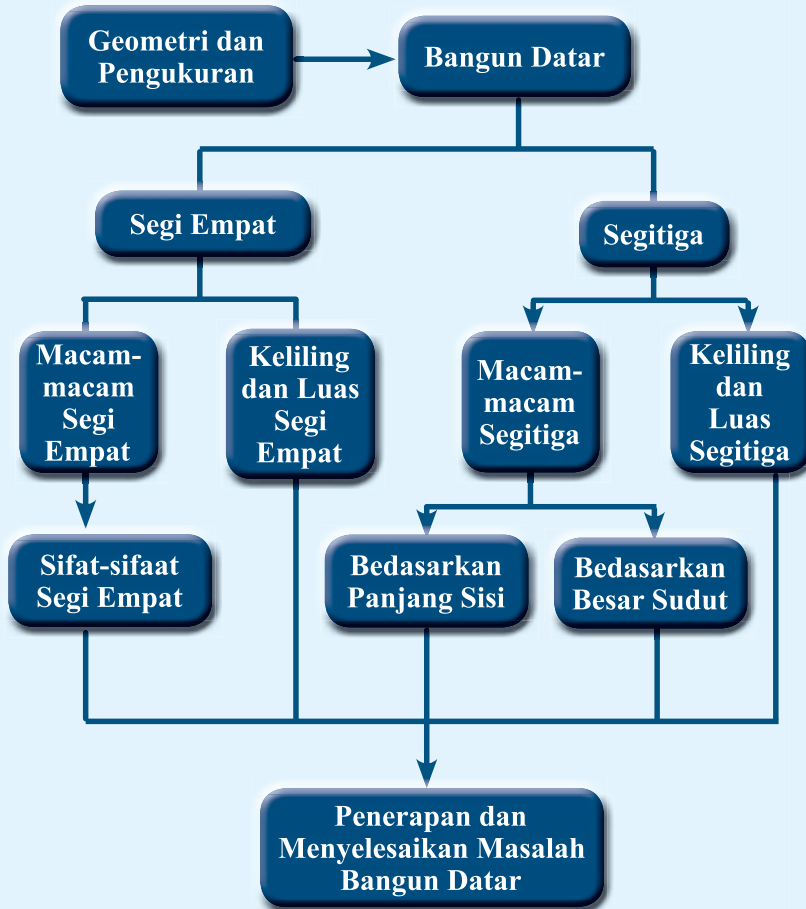 Geometri dan
Pengukuran
Bangun Datar
Segi Empat
Segitiga
Macam-
macam
Segi
Empat
Keliling
dan Luas
Segi
Empat
Macam-
macam
Segitiga
Keliling
dan
Luas
Segitiga
Sifat-sifaat
Segi Empat
Bedasarkan
Panjang Sisi
Bedasarkan
Besar Sudut
Penerapan dan
Menyelesaikan Masalah
Bangun Datar